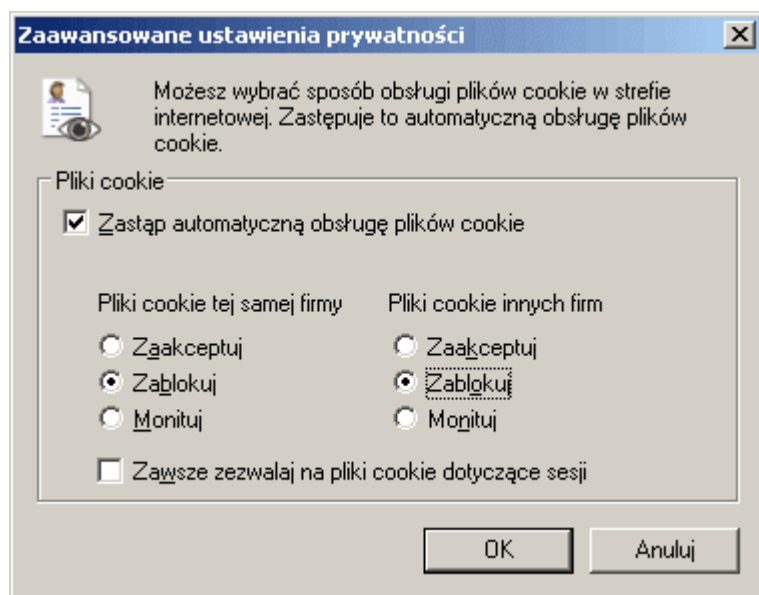 Zaawansowane ustawienia prywatności
Możesz wybrać sposób obsługi plików cookie w strefie
internetowej. Zastępuje to automatyczną obsługę plików
cookie.
Pliki cookie
Zastąp automatyczną obsługę plików cookie
Pliki cookie tej samej firmy Pliki cookie innych firm
Zaakceptuj Zaakceptuj
Zablokuj Zablokuj
Monituj Monituj
Zawsze zezwalaj na pliki cookie dotyczące sesji
OK Anuluj